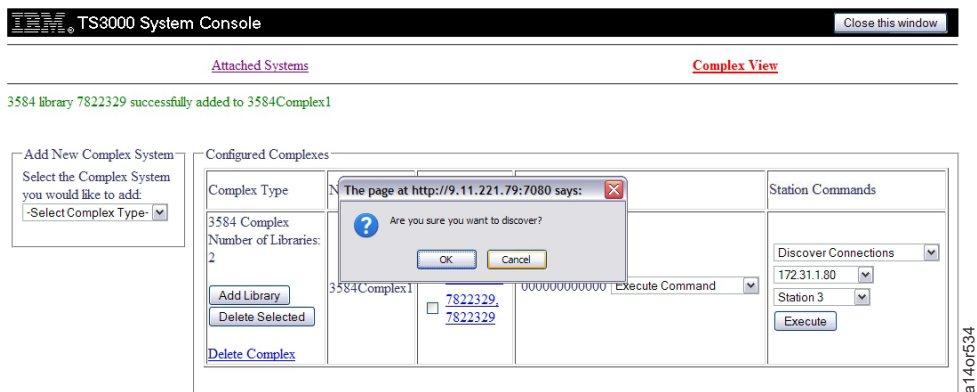 IBM® TS3000 System Console
Close this window
Attached Systems
Complex View
3584 library 7822329 successfully added to 3584Complex1
Add New Complex System
Select the Complex System
you would like to add:
-Select Complex Type-
Configured Complexes
Complex Type
N
Station Commands
3584 Complex
Number of Libraries:
2
Add Library
Delete Selected
Delete Complex
3584Complex1
7822329,
7822329
000000000000
Execute Command
Discover Connections
172.31.1.80
Station 3
Execute
The page at http://9.11.221.79:7080 says:
Are you sure you want to discover?
OK
Cancel
a14or534